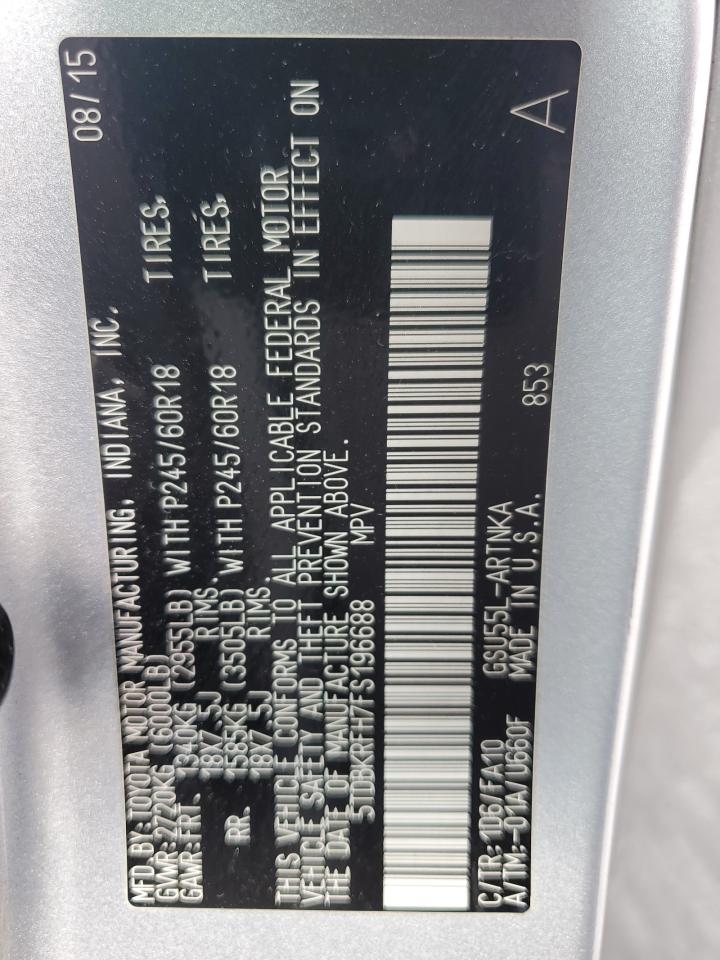 MFD BY: TOYOTA MOTOR MANUFACTURING, INDIANA, INC. 08/15
GVWR: 2720KG (6000LB)
GAWR: FRT. 1340KG (2955LB) WITH P245/60R18 TIRES,
18X7.5J RIMS,
RR. 1585KG (3505LB) WITH P245/60R18 TIRES,
18X7.5J RIMS.
THIS VEHICLE CONFORMS TO ALL APPLICABLE FEDERAL MOTOR
VEHICLE SAFETY AND THEFT PREVENTION STANDARDS IN EFFECT ON
THE DATE OF MANUFACTURE SHOWN ABOVE.
5TDBKRFH7FS196688 MPV
C/TR: 1D6/FA10 GSU55L-ARTNKA 853 A
A/TM:-01A/U660F MADE IN U.S.A.